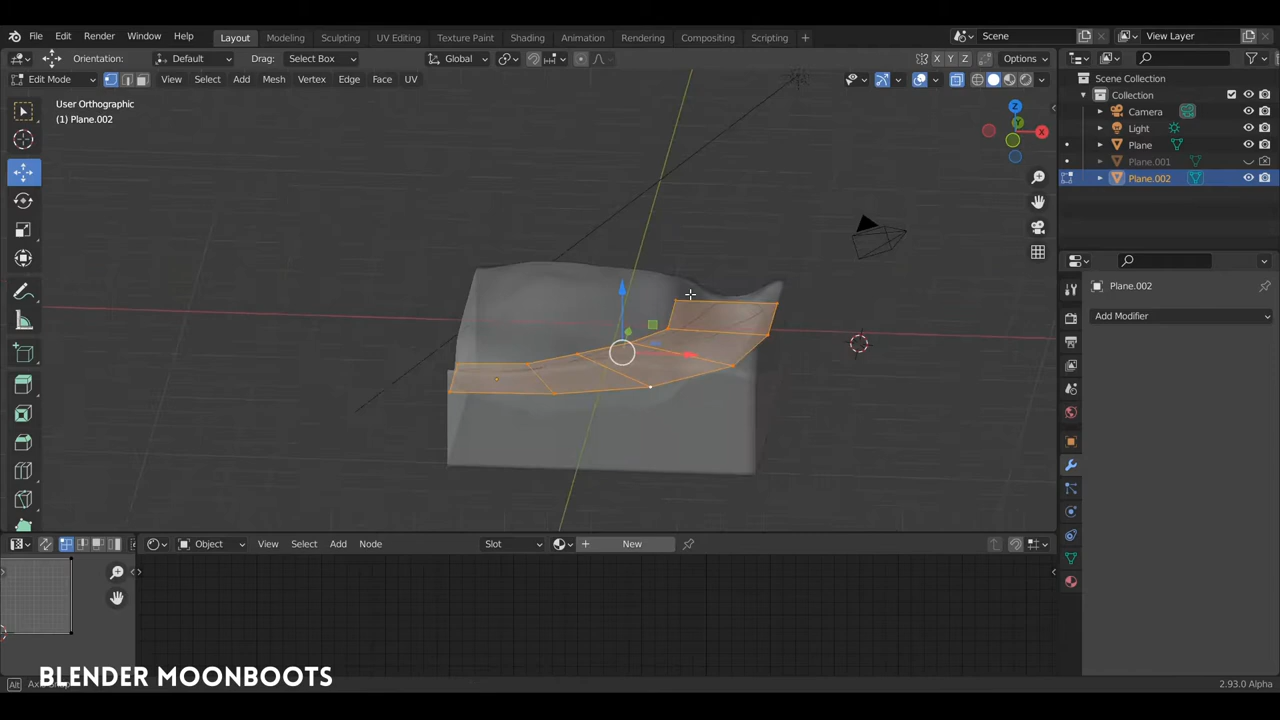 File Edit Render Window Help Layout Modeling Sculpting UV Editing Texture Paint Shading Animation Rendering Compositing Scripting + Scene View Layer
Orientation: Default Drag: Select Box Global X Y Z Options
Edit Mode View Select Add Mesh Vertex Edge Face UV
User Orthographic
(1) Plane.002
Z
Y
X
Scene Collection
Collection
Camera
Light
Plane
Plane.001
Plane.002
Plane.002
Add Modifier
Object View Select Add Node Slot New
BLENDER MOONBOOTS
Alt
2.93.0 Alpha